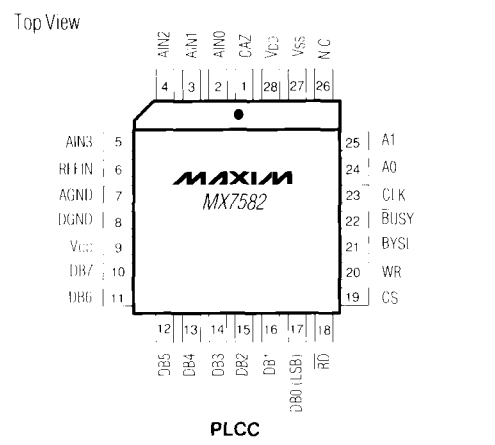 Top View
AIN2 AIN1 AIN0 CAZ VDD VSS N.C
4 3 2 1 28 27 26
AIN3 5
REFIN 6
AGND 7
DGND 8
VCC 9
DB7 10
DB6 11
25 A1
24 A0
23 CLK
22 BUSY
21 BYSL
20 WR
19 CS
MAXIM
MX7582
12 13 14 15 16 17 18
DB5 DB4 DB3 DB2 DB1 DB0 (LSB) RD
PLCC